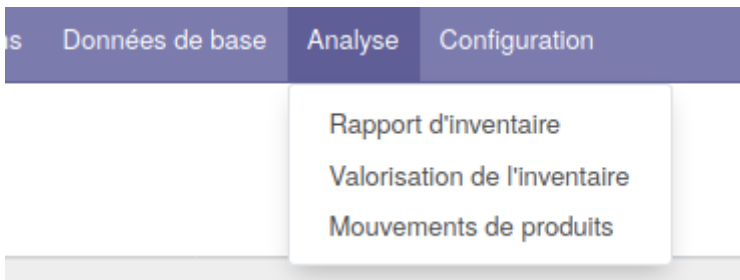 Données de base Analyse Configuration
Rapport d'inventaire
Valorisation de l'inventaire
Mouvements de produits